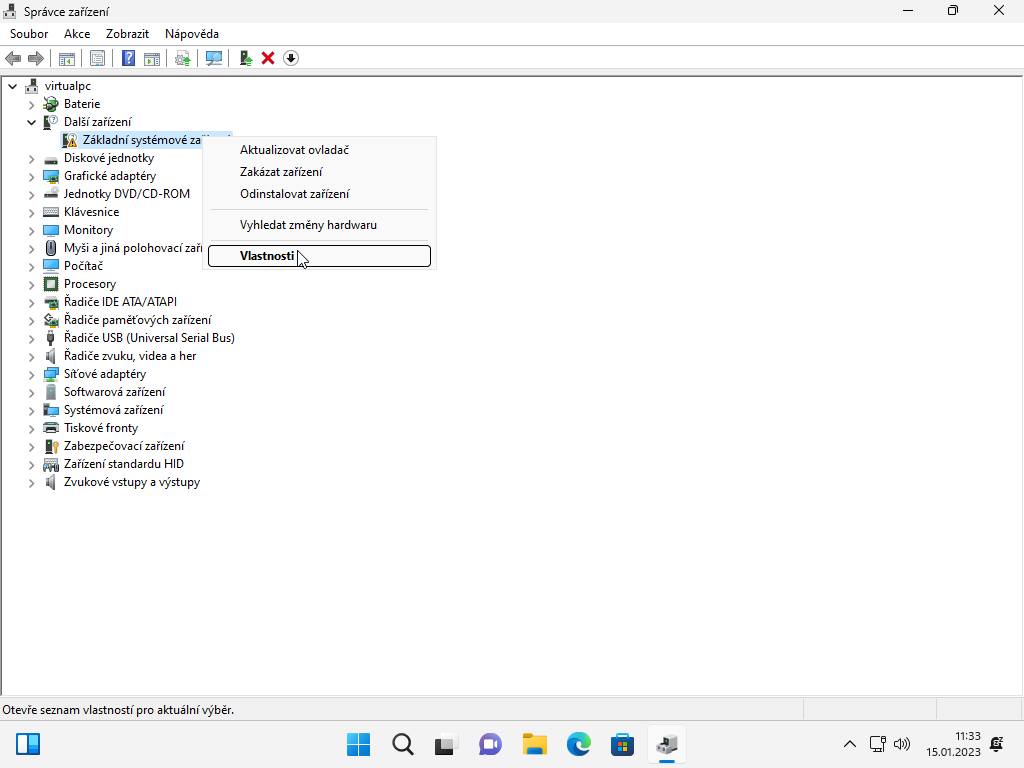 Správce zařízení
Soubor Akce Zobrazit Nápověda
virtualpc
Baterie
Další zařízení
Základní systémové
Aktualizovat ovladač
Zakázat zařízení
Odinstalovat zařízení
Vyhledat změny hardwaru
Vlastnosti
Diskové jednotky
Grafické adaptéry
Jednotky DVD/CD-ROM
Klávesnice
Monitory
Myši a jiná polohovací
Počítač
Procesory
Řadiče IDE ATA/ATAPI
Řadiče paměťových zařízení
Řadiče USB (Universal Serial Bus)
Řadiče zvuku, videa a her
Síťové adaptéry
Softwarová zařízení
Systémová zařízení
Tiskové fronty
Zabezpečovací zařízení
Zařízení standardu HID
Zvukové vstupy a výstupy
Otevře seznam vlastností pro aktuální výběr.
11:33
15.01.2023